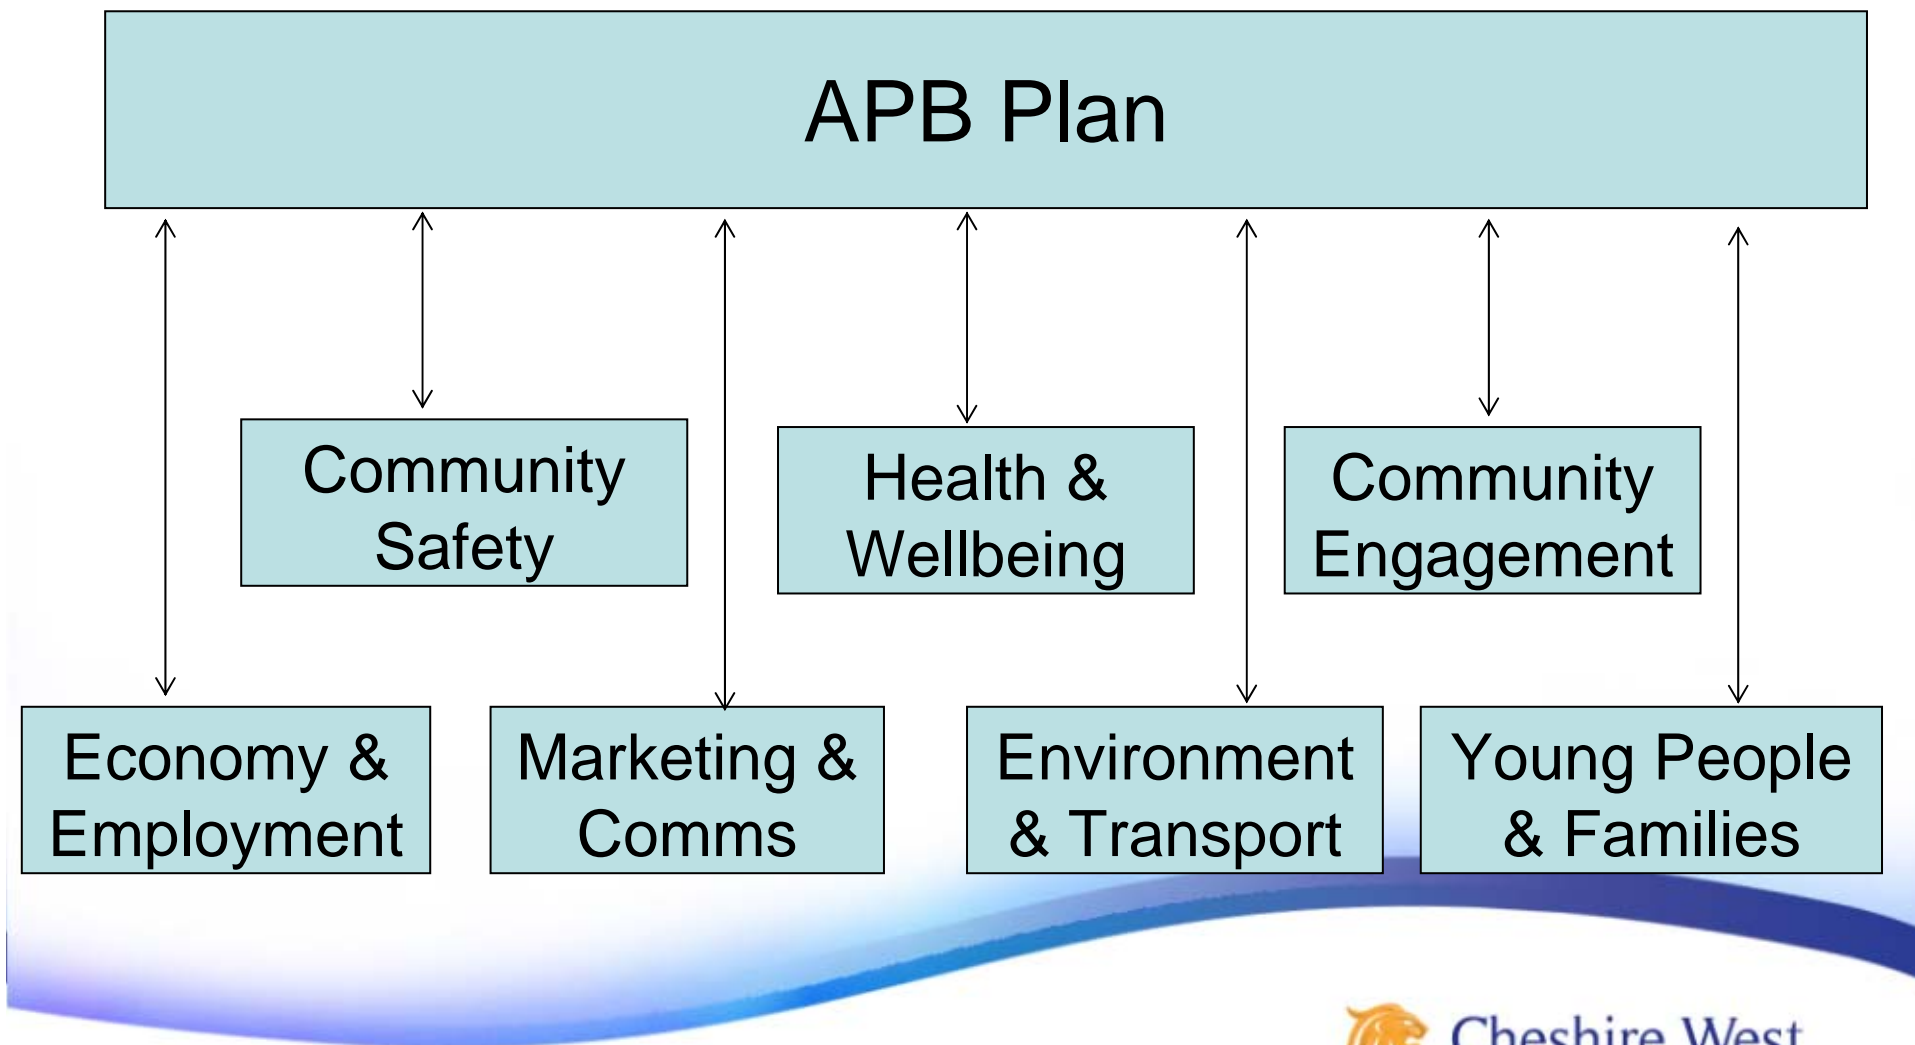 APB Plan
Community
Safety
Health &
Wellbeing
Community
Engagement
Economy &
Employment
Marketing &
Comms
Environment
& Transport
Young People
& Families
Cheshire West